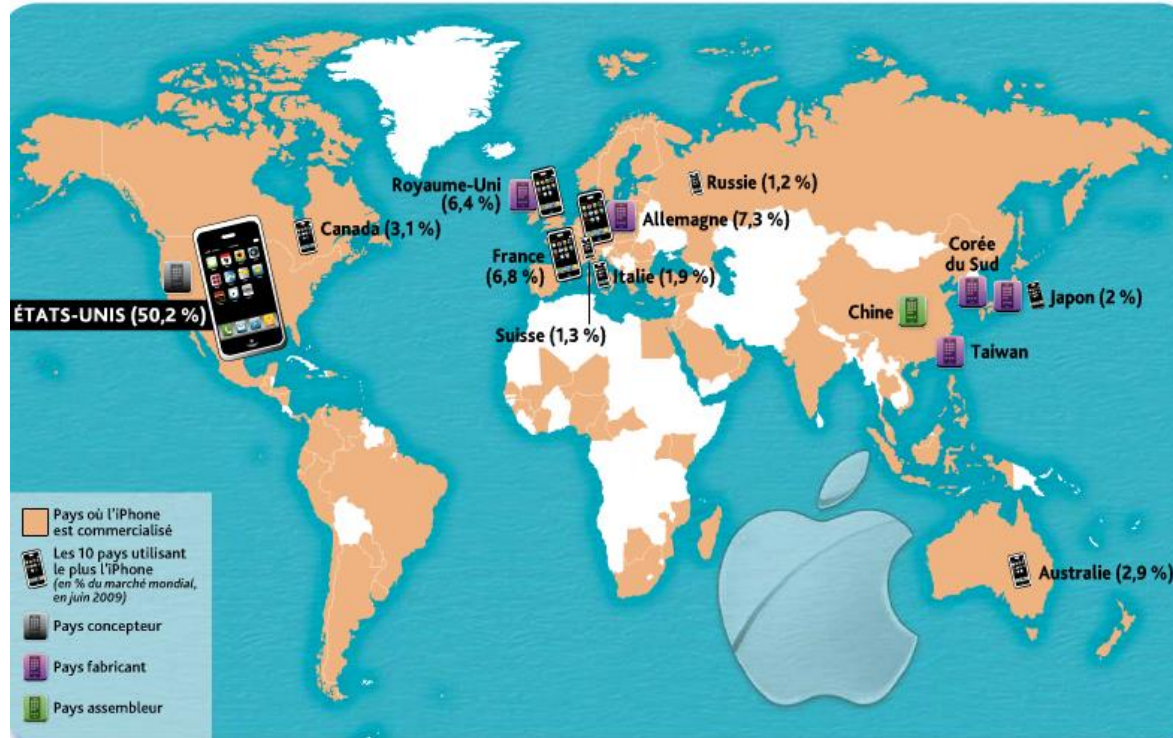 Royaume-Uni
(6,4 %)
Russie (1,2 %)
Allemagne (7,3 %)
Canada (3,1 %)
France
(6,8 %)
Italie (1,9 %)
Corée
du Sud
Japon (2 %)
Chine
ÉTATS-UNIS (50,2 %)
Suisse (1,3 %)
Taiwan
Australie (2,9 %)
Pays où l'iPhone
est commercialisé
Les 10 pays utilisant
le plus l'iPhone
(en % du marché mondial,
en juin 2009)
Pays concepteur
Pays fabricant
Pays assembleur